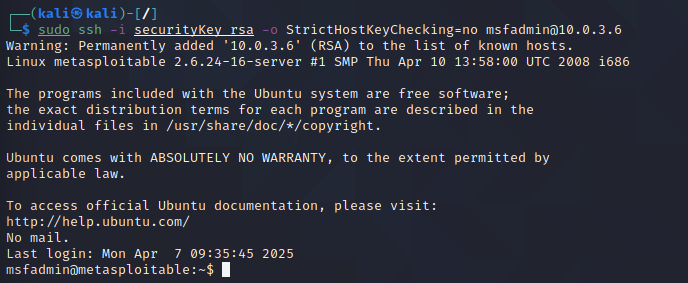 ┌──(kali㉿kali)-[/]
└─$ sudo ssh -i securityKey_rsa -o StrictHostKeyChecking=no msfadmin@10.0.3.6
Warning: Permanently added '10.0.3.6' (RSA) to the list of known hosts.
Linux metasploitable 2.6.24-16-server #1 SMP Thu Apr 10 13:58:00 UTC 2008 i686
The programs included with the Ubuntu system are free software;
the exact distribution terms for each program are described in the
individual files in /usr/share/doc/*/copyright.
Ubuntu comes with ABSOLUTELY NO WARRANTY, to the extent permitted by
applicable law.
To access official Ubuntu documentation, please visit:
http://help.ubuntu.com/
No mail.
Last login: Mon Apr  7 09:35:45 2025
msfadmin@metasploitable:~$